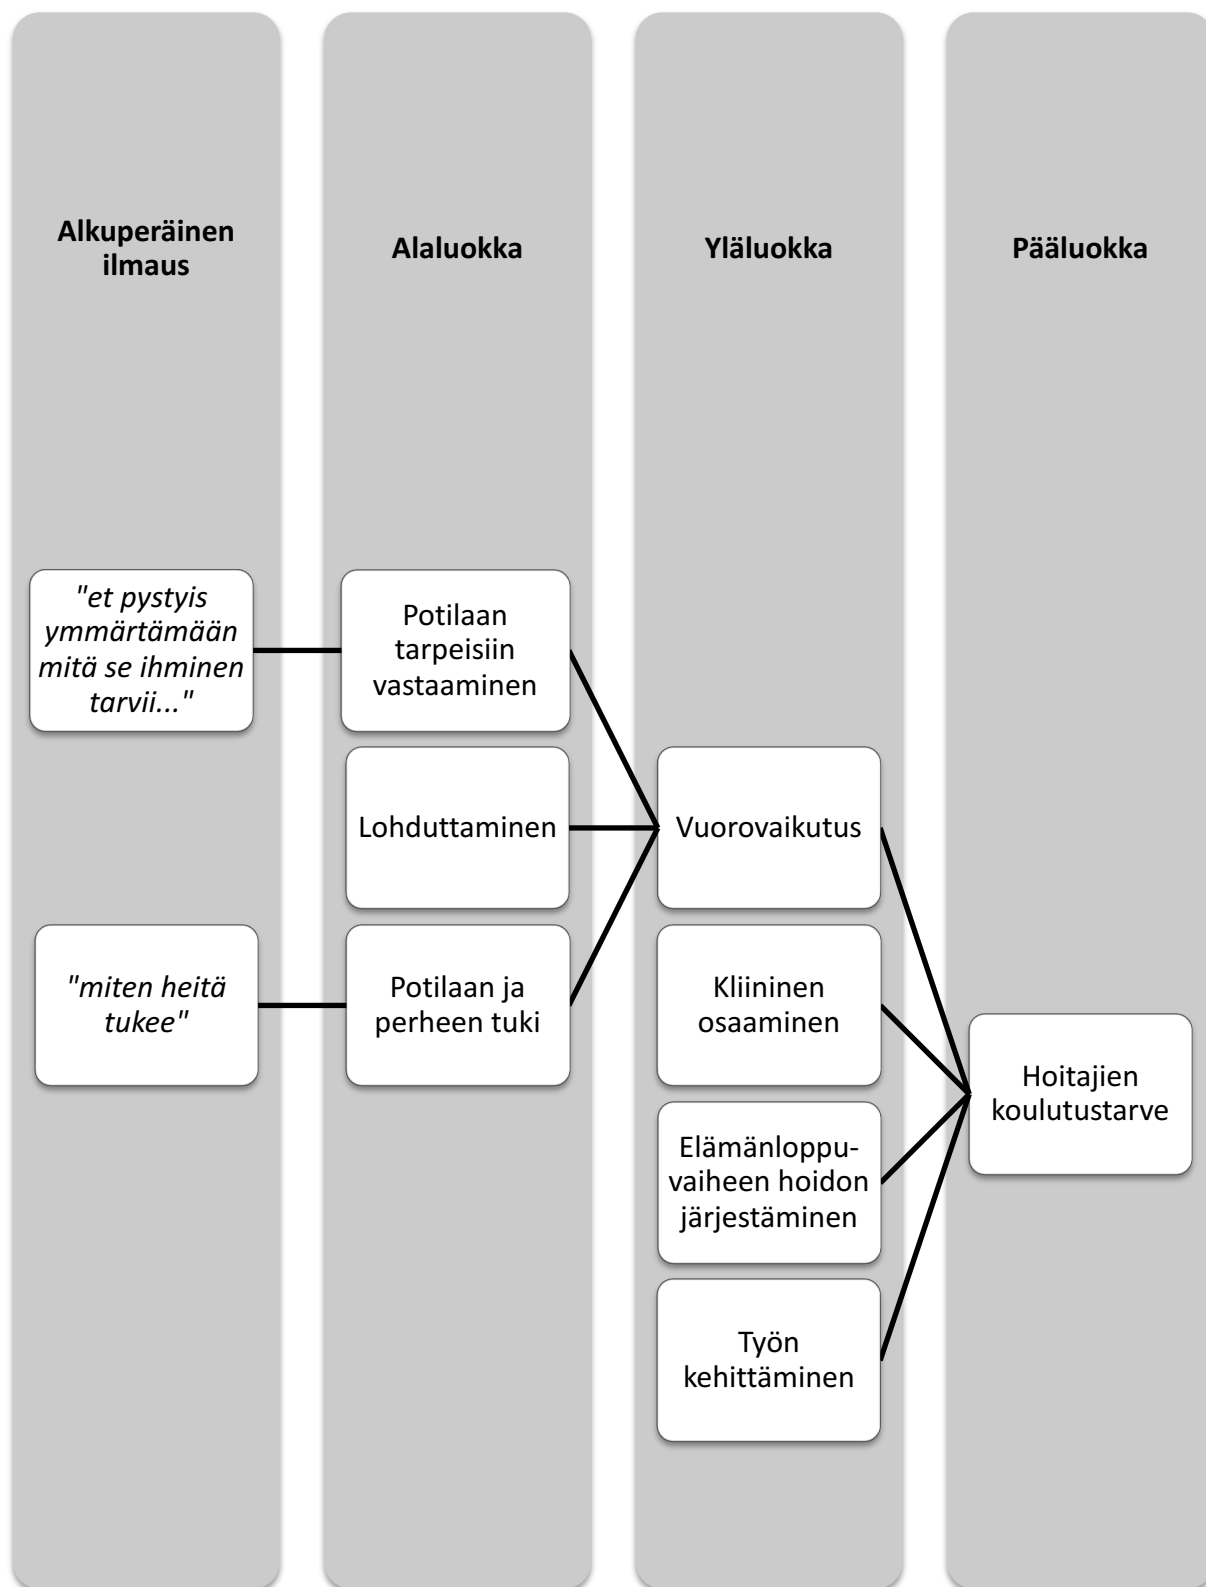 Alkuperäinen
ilmaus
Alaluokka
Yläluokka
Pääluokka
"et pystyis
ymmärtämään
mitä se ihminen
tarvii..."
"miten heitä
tukee"
Potilaan
tarpeisiin
vastaaminen
Lohduttaminen
Potilaan ja
perheen tuki
Vuorovaikutus
Kliininen
osaaminen
Elämänloppu-
vaiheen hoidon
järjestäminen
Työn
kehittäminen
Hoitajien
koulutustarve